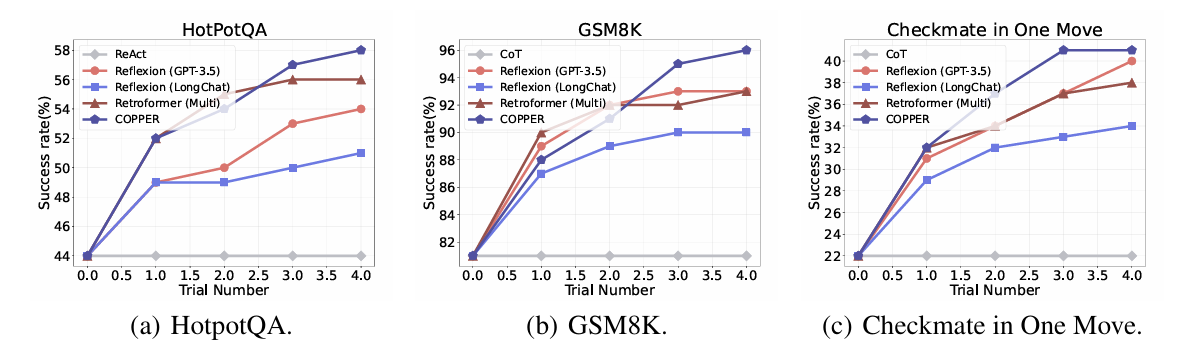 HotPotQA
Success rate(%)
58
56
54
52
50
48
46
44
ReAct
Reflexion (GPT-3.5)
Reflexion (LongChat)
Retroformer (Multi)
COPPER
0.0 0.5 1.0 1.5 2.0 2.5 3.0 3.5 4.0
Trial Number
(a) HotpotQA.
GSM8K
Success rate(%)
96
94
92
90
88
86
84
82
CoT
Reflexion (GPT-3.5)
Reflexion (LongChat)
Retroformer (Multi)
COPPER
0.0 0.5 1.0 1.5 2.0 2.5 3.0 3.5 4.0
Trial Number
(b) GSM8K.
Checkmate in One Move
Success rate(%)
40
38
36
34
32
30
28
26
24
22
CoT
Reflexion (GPT-3.5)
Reflexion (LongChat)
Retroformer (Multi)
COPPER
0.0 0.5 1.0 1.5 2.0 2.5 3.0 3.5 4.0
Trial Number
(c) Checkmate in One Move.